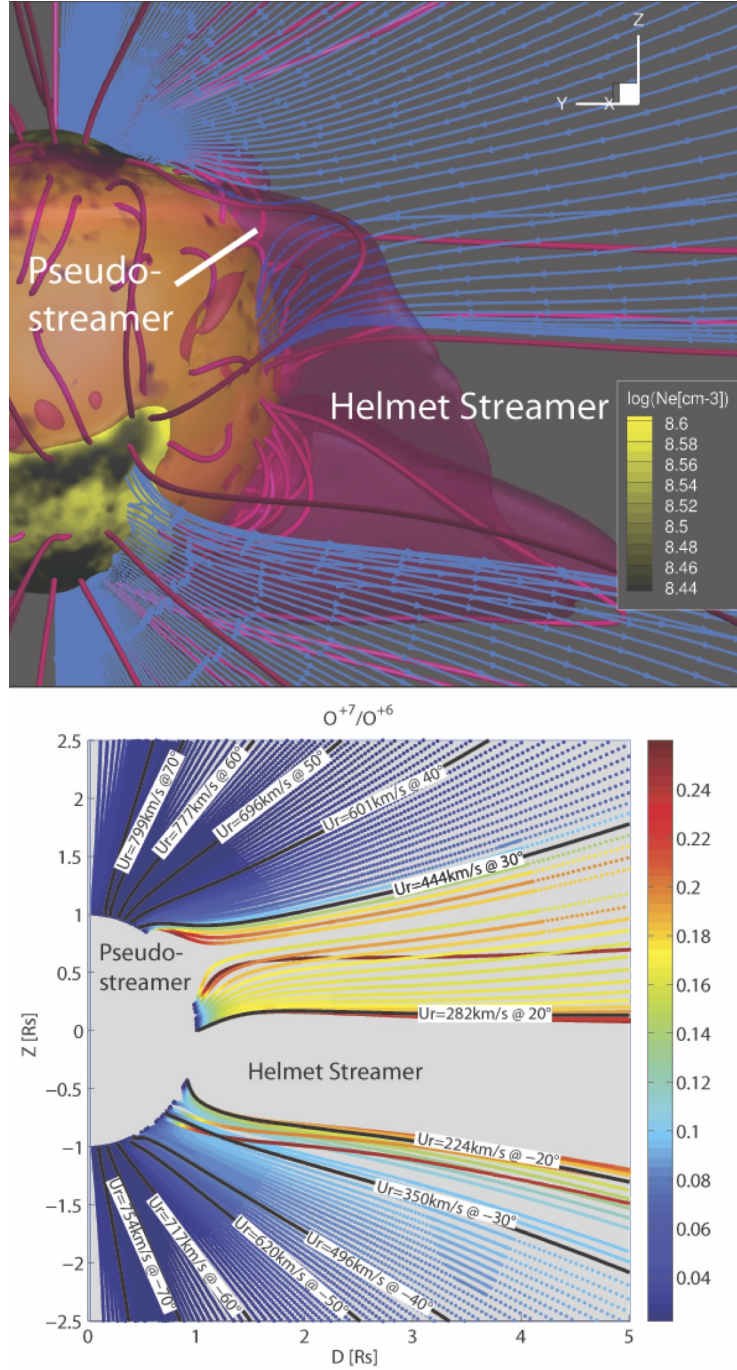 Z
Y
X
Pseudo-
streamer
Helmet Streamer
log(Ne[cm-3])
8.6
8.58
8.56
8.54
8.52
8.5
8.48
8.46
8.44
O+7/O+6
2.5
2
1.5
1
0.5
0
−0.5
−1
−1.5
−2
−2.5
Z [Rs]
Ur=799km/s @70°
Ur=777km/s @ 60°
Ur=696km/s @ 50°
Ur=601km/s @ 40°
Ur=444km/s @ 30°
Pseudo-
streamer
Ur=282km/s @ 20°
Helmet Streamer
Ur=224km/s @ −20°
Ur=350km/s @ −30°
Ur=496km/s @ −40°
Ur=620km/s @ −50°
Ur=717km/s @ −60°
Ur=754km/s @ −70°
0
1
2
3
4
5
D [Rs]
0.24
0.22
0.2
0.18
0.16
0.14
0.12
0.1
0.08
0.06
0.04